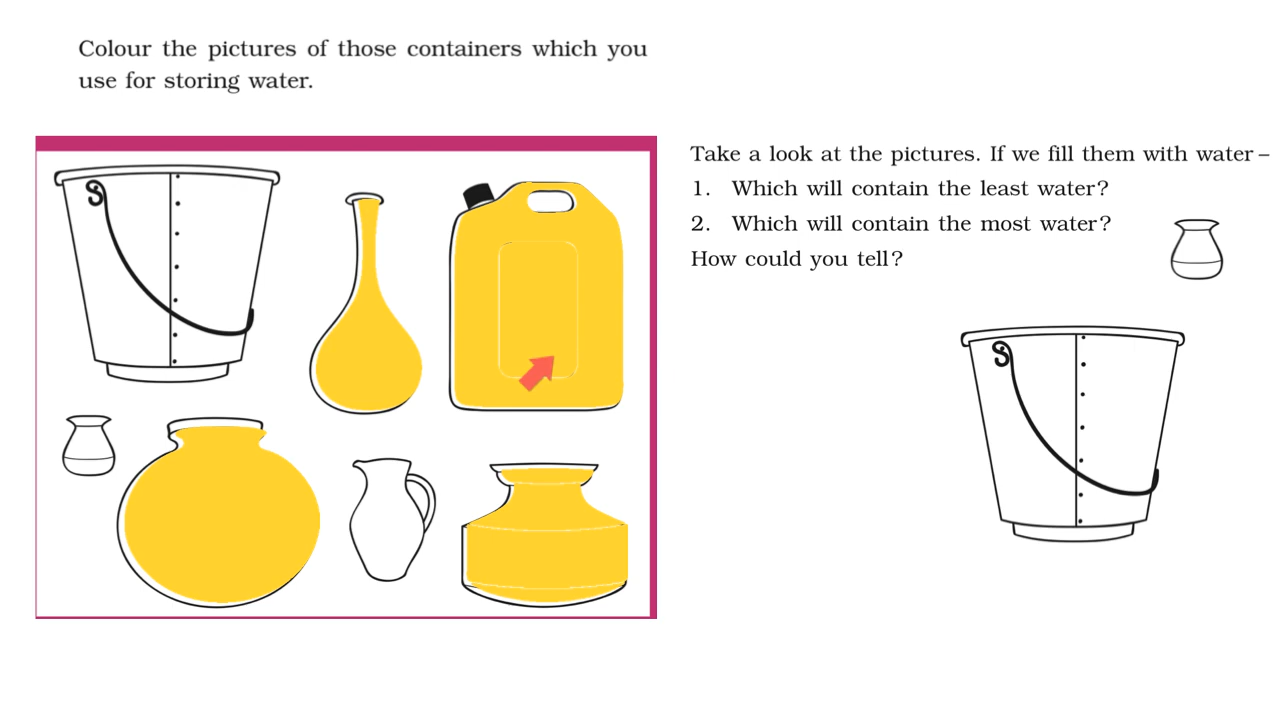 Colour the pictures of those containers which you
use for storing water.
Take a look at the pictures. If we fill them with water –
1. Which will contain the least water?
2. Which will contain the most water?
How could you tell?